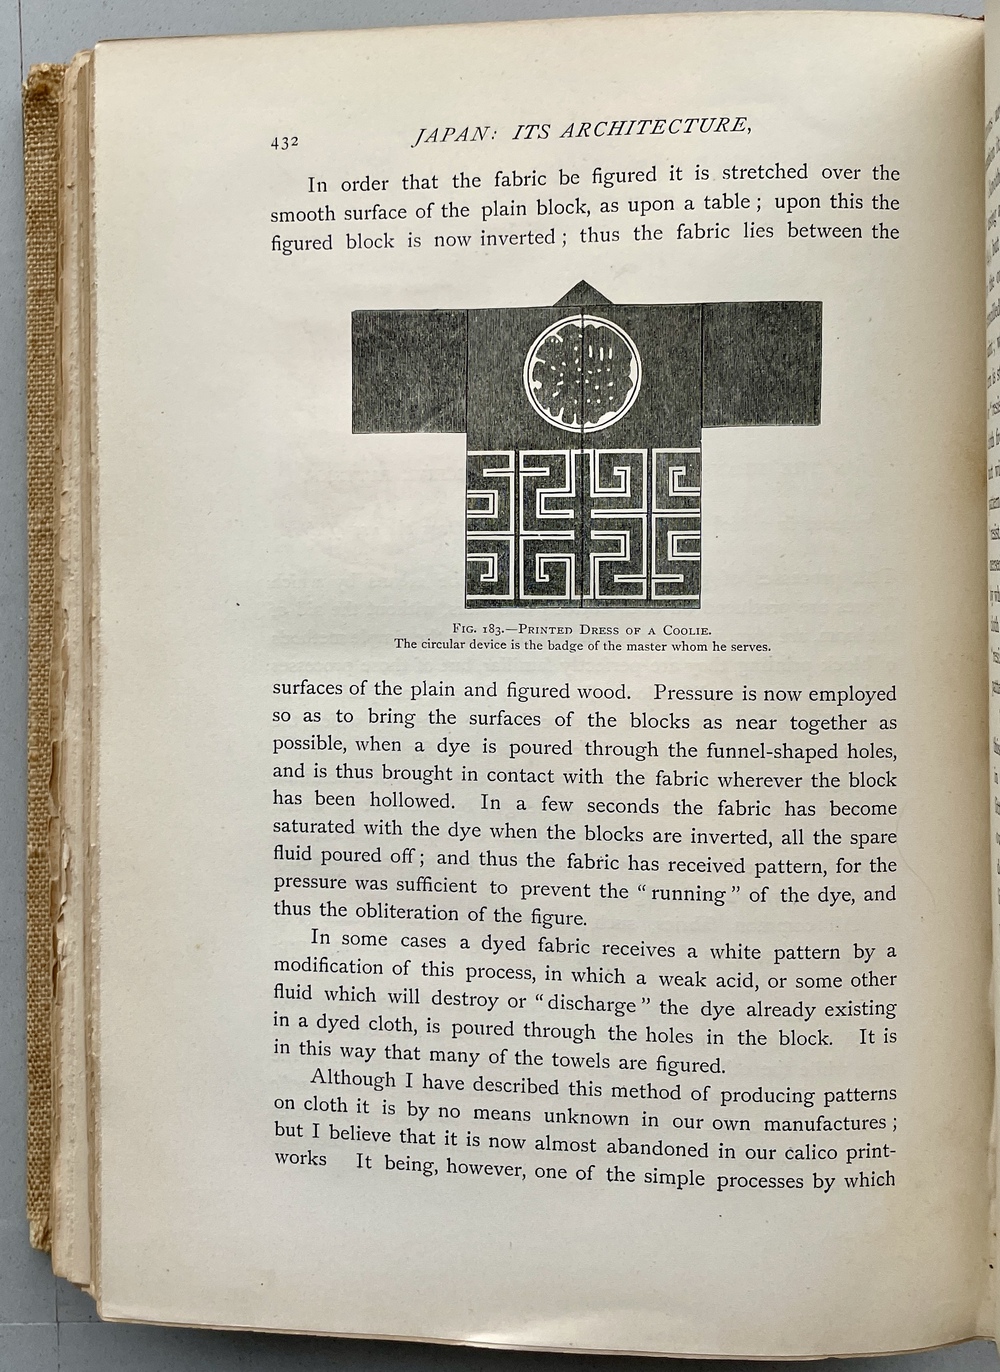 432
JAPAN: ITS ARCHITECTURE,
In order that the fabric be figured it is stretched over the
smooth surface of the plain block, as upon a table ; upon this the
figured block is now inverted ; thus the fabric lies between the
FIG. 183.—PRINTED DRESS OF A COOLIE.
The circular device is the badge of the master whom he serves.
surfaces of the plain and figured wood. Pressure is now employed
so as to bring the surfaces of the blocks as near together as
possible, when a dye is poured through the funnel-shaped holes,
and is thus brought in contact with the fabric wherever the block
has been hollowed. In a few seconds the fabric has become
saturated with the dye when the blocks are inverted, all the spare
fluid poured off ; and thus the fabric has received pattern, for the
pressure was sufficient to prevent the “ running ” of the dye, and
thus the obliteration of the figure.
In some cases a dyed fabric receives a white pattern by a
modification of this process, in which a weak acid, or some other
fluid which will destroy or “ discharge ” the dye already existing
in a dyed cloth, is poured through the holes in the block. It is
in this way that many of the towels are figured.
Although I have described this method of producing patterns
on cloth it is by no means unknown in our own manufactures ;
but I believe that it is now almost abandoned in our calico print-
works It being, however, one of the simple processes by which